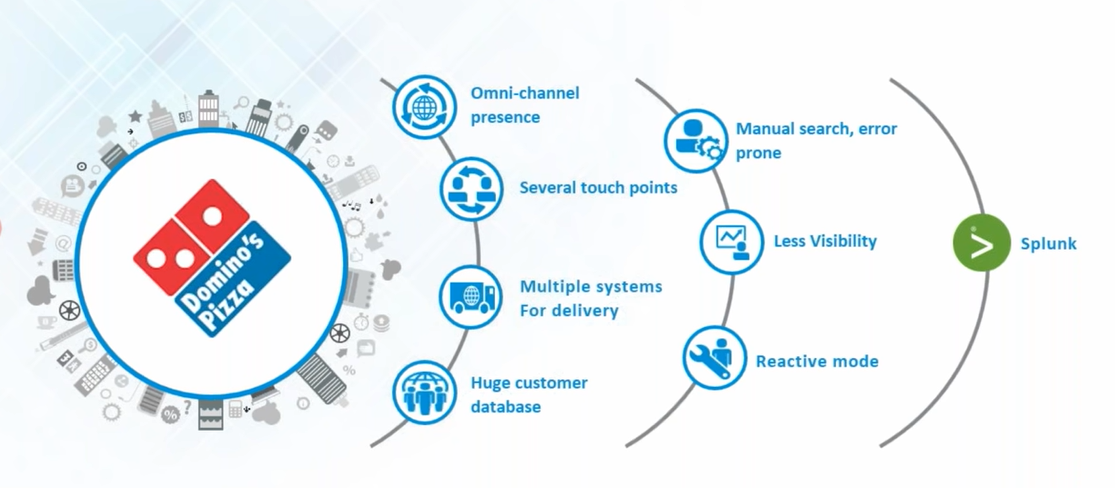 Domino's
Pizza
Omni-channel
presence
Several touch points
Multiple systems
For delivery
Huge customer
database
Manual search, error
prone
Less Visibility
Reactive mode
Splunk